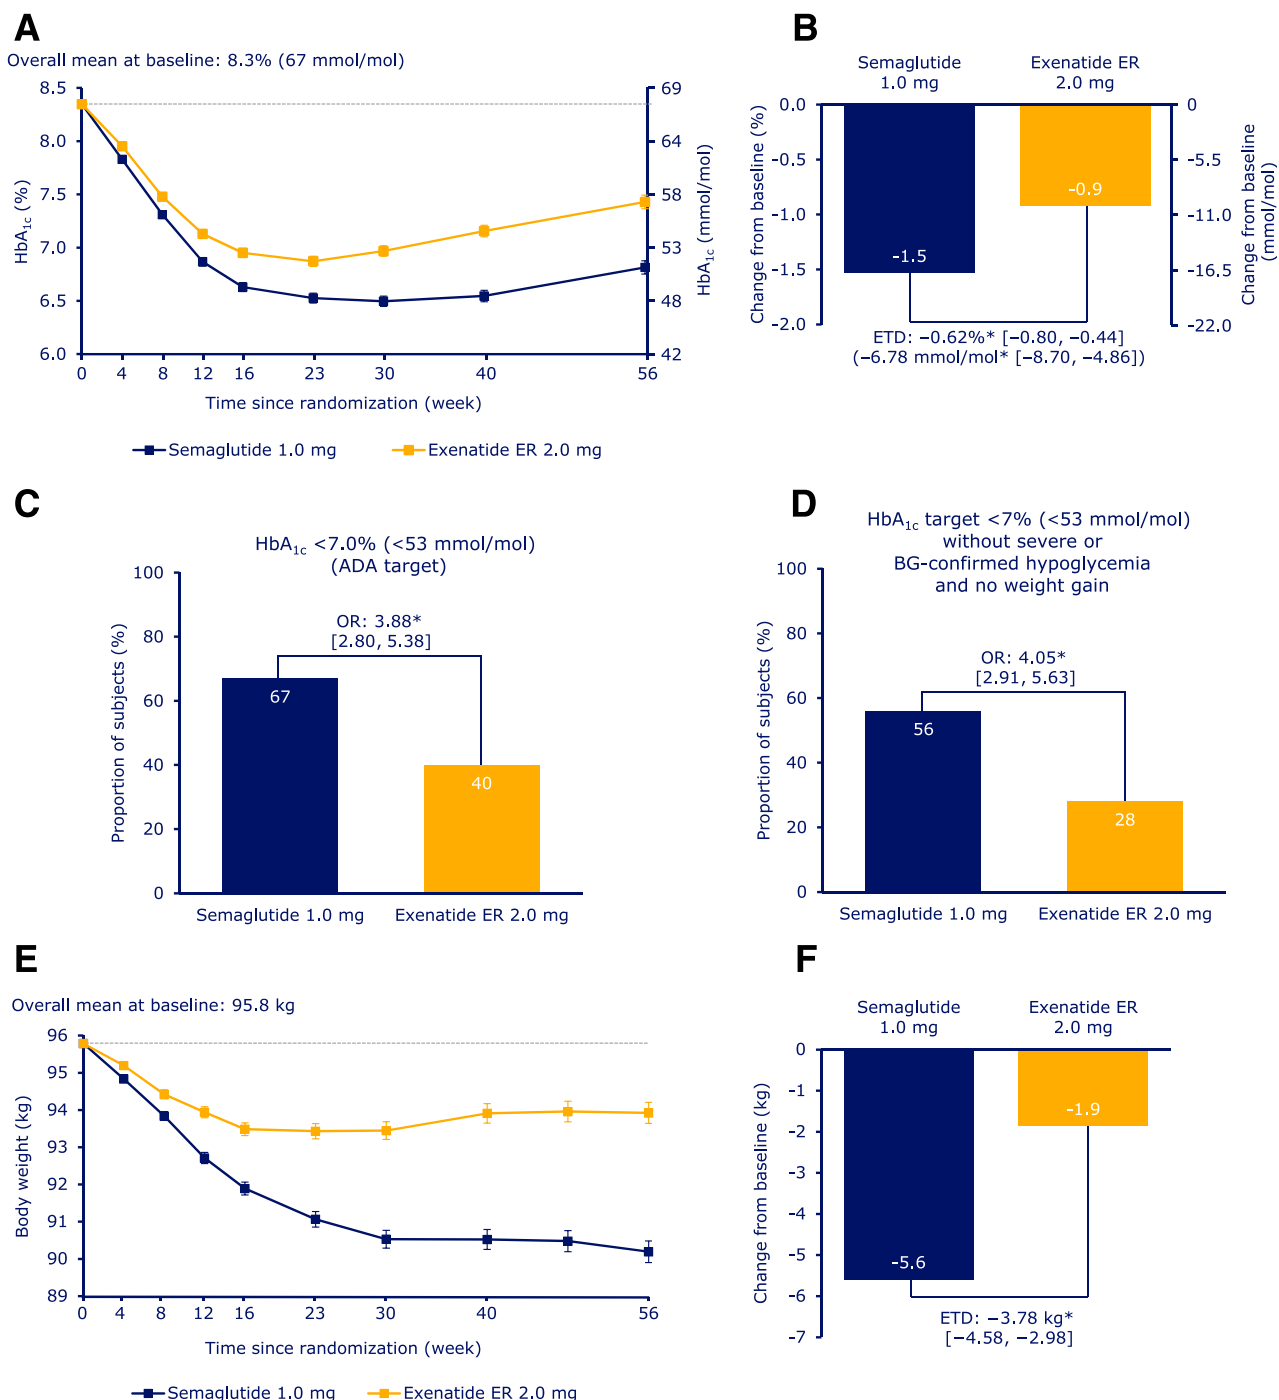 A
Overall mean at baseline: 8.3% (67 mmol/mol)
HbA1c (%)
8.5
8.0
7.5
7.0
6.5
6.0
69
64
58
53
48
42
HbA1c (mmol/mol)
0 4 8 12 16 23 30 40 56
Time since randomization (week)
Semaglutide 1.0 mg Exenatide ER 2.0 mg
B
Semaglutide
1.0 mg
Exenatide ER
2.0 mg
Change from baseline (%)
0.0
−0.5
−1.0
−1.5
−2.0
−1.5
−0.9
0
−5.5
−11.0
−16.5
−22.0
Change from baseline
(mmol/mol)
ETD: −0.62%* [−0.80, −0.44]
(−6.78 mmol/mol* [−8.70, −4.86])
C
HbA1c <7.0% (<53 mmol/mol)
(ADA target)
Proportion of subjects (%)
100
80
60
40
20
0
OR: 3.88*
[2.80, 5.38]
67
40
Semaglutide 1.0 mg Exenatide ER 2.0 mg
D
HbA1c target <7% (<53 mmol/mol)
without severe or
BG-confirmed hypoglycemia
and no weight gain
Proportion of subjects (%)
100
80
60
40
20
0
OR: 4.05*
[2.91, 5.63]
56
28
Semaglutide 1.0 mg Exenatide ER 2.0 mg
E
Overall mean at baseline: 95.8 kg
Body weight (kg)
96
95
94
93
92
91
90
89
0 4 8 12 16 23 30 40 56
Time since randomization (week)
Semaglutide 1.0 mg Exenatide ER 2.0 mg
F
Semaglutide
1.0 mg
Exenatide ER
2.0 mg
Change from baseline (kg)
0
−1
−2
−3
−4
−5
−6
−7
−5.6
−1.9
ETD: −3.78 kg*
[−4.58, −2.98]